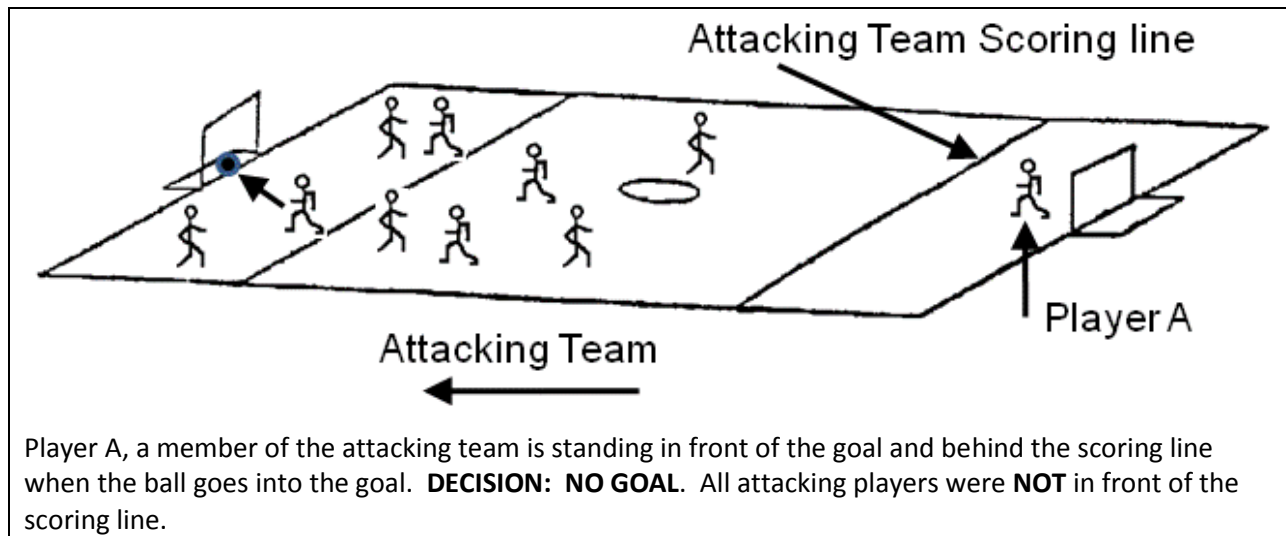 Attacking Team Scoring line
Player A
Attacking Team
Player A, a member of the attacking team is standing in front of the goal and behind the scoring line
when the ball goes into the goal.  DECISION:  NO GOAL.  All attacking players were NOT in front of the
scoring line.